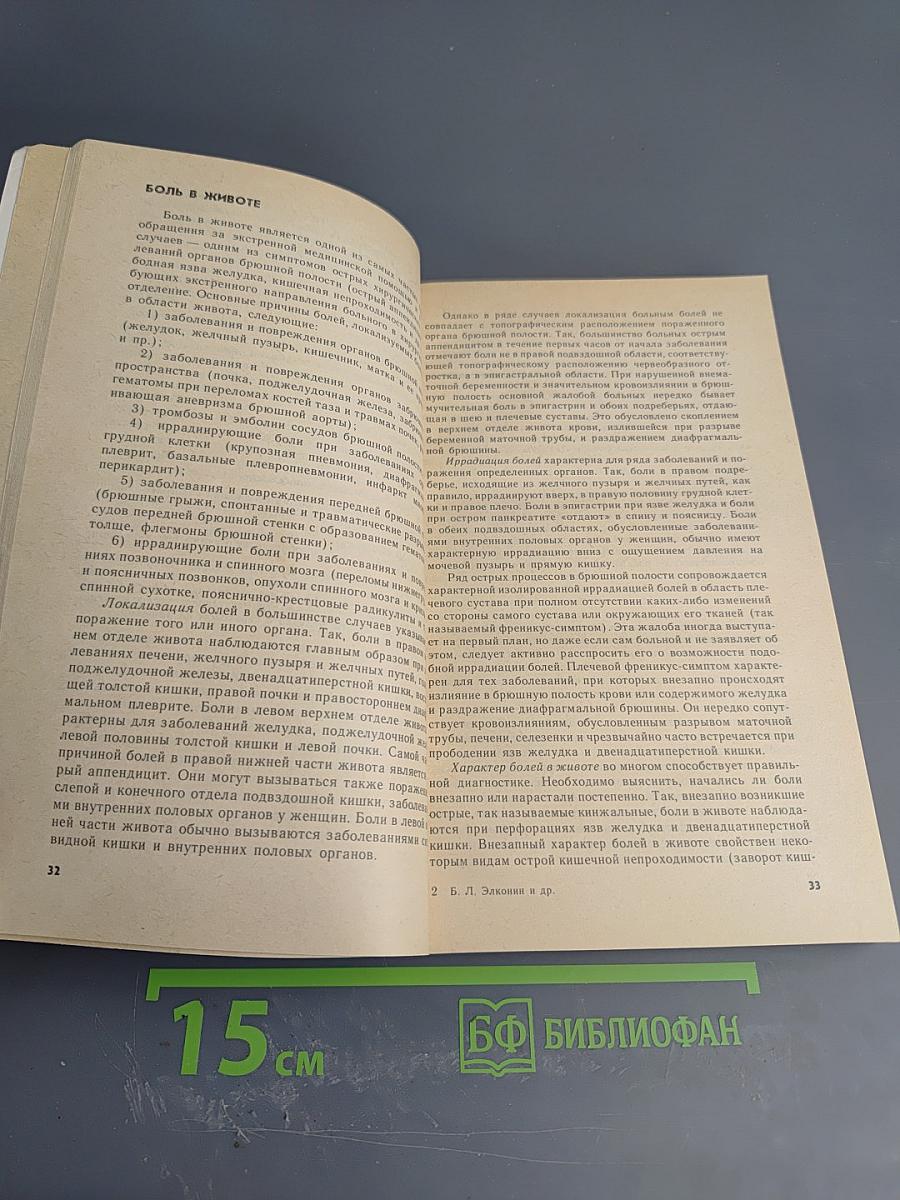 БОЛЬ В ЖИВОТЕ
Боль в животе является одной из самых
обращения за экстренной медицинской помощью
случаев — одним из симптомов острых
леваний органов брюшной полости (острый
бодная язва желудка, кишечная непроходимость
бующих экстренного направления больного в
отделение. Основные причины болей, локализуемых
в области живота, следующие:
1) заболевания и повреждения органов брюшной
(желудок, желчный пузырь, кишечник, матка и ее
и пр.);
2) заболевания и повреждения органов
пространства (почка, поджелудочная железа,
гематомы при переломах костей таза и травмах почек
ивающая аневризма брюшной аорты);
3) тромбозы и эмболии сосудов брюшной
4) иррадиирующие боли при заболеваниях
грудной клетки (крупозная пневмония,
плеврит, базальные плевропневмонии, инфаркт
перикардит);
5) заболевания и повреждения передней брюшной
(брюшные грыжи, спонтанные и травматические
судов передней брюшной стенки с образованием
толще, флегмоны брюшной стенки);
6) иррадиирующие боли при заболеваниях и
ниях позвоночника и спинного мозга (переломы
и поясничных позвонков, опухоли спинного мозга и
спинной сухотке, пояснично-крестцовые радикулиты и
Локализация болей в большинстве случаев
поражение того или иного органа. Так, боли в правом
нем отделе живота наблюдаются главным образом при
леваниях печени, желчного пузыря и желчных путей,
поджелудочной железы, двенадцатиперстной кишки,
щей толстой кишки, правой почки и правостороннем
мальном плеврите. Боли в левом верхнем отделе
рактерны для заболеваний желудка, поджелудочной
левой половины толстой кишки и левой почки. Самой
причиной болей в правой нижней части живота является
рый аппендицит. Они могут вызываться также
слепой и конечного отдела подвздошной кишки,
ми внутренних половых органов у женщин. Боли в левой
ней части живота обычно вызываются заболеваниями
видной кишки и внутренних половых органов.
32
Однако в ряде случаев локализация больным болей не
совпадает с топографическим расположением пораженного
органа брюшной полости. Так, большинство больных острым
аппендицитом в течение первых часов от начала заболевания
отмечают боли не в правой подвздошной области, соответству-
ющей топографическому расположению червеобразного от-
ростка, а в эпигастральной области. При нарушенной внема-
точной беременности и значительном кровоизлиянии в брюш-
ную полость основной жалобой больных нередко бывает
мучительная боль в эпигастрии и обоих подреберьях, отдаю-
щая в шею и плечевые суставы. Это обусловлено скоплением
в верхнем отделе живота крови, излившейся при разрыве
беременной маточной трубы, и раздражением диафрагмаль-
ной брюшины.
Иррадиация болей характерна для ряда заболеваний и по-
ражения определенных органов. Так, боли в правом подре-
берье, исходящие из желчного пузыря и желчных путей, как
правило, иррадиируют вверх, в правую половину грудной клет-
ки и правое плечо. Боли в эпигастрии при язве желудка и боли
при остром панкреатите «отдают» в спину и поясницу. Боли
в обеих подвздошных областях, обусловленные заболевани-
ями внутренних половых органов у женщин, обычно имеют
характерную иррадиацию вниз с ощущением давления на
мочевой пузырь и прямую кишку.
Ряд острых процессов в брюшной полости сопровождается
характерной изолированной иррадиацией болей в область пле-
чевого сустава при полном отсутствии каких-либо изменений
со стороны самого сустава или окружающих его тканей (так
называемый френикус-симптом). Эта жалоба иногда выступа-
ет на первый план, но даже если сам больной и не заявляет об
этом, следует активно расспросить его о возможности подо-
бной иррадиации болей. Плечевой френикус-симптом характе-
рен для тех заболеваний, при которых внезапно происходят
излияние в брюшную полость крови или содержимого желудка
и раздражение диафрагмальной брюшины. Он нередко сопут-
ствует кровоизлияниям, обусловленным разрывом маточной
трубы, печени, селезенки и чрезвычайно часто встречается при
прободении язв желудка и двенадцатиперстной кишки.
Характер болей в животе во многом способствует правиль-
ной диагностике. Необходимо выяснить, начались ли боли
внезапно или нарастали постепенно. Так, внезапно возникшие
острые, так называемые кинжальные, боли в животе наблюда-
ются при перфорациях язв желудка и двенадцатиперстной
кишки. Внезапный характер болей в животе свойствен неко-
торым видам острой кишечной непроходимости (заворот киш-
2 Б. Л. Элконин и др.
33
15 см
БФ БИБЛИОФАН